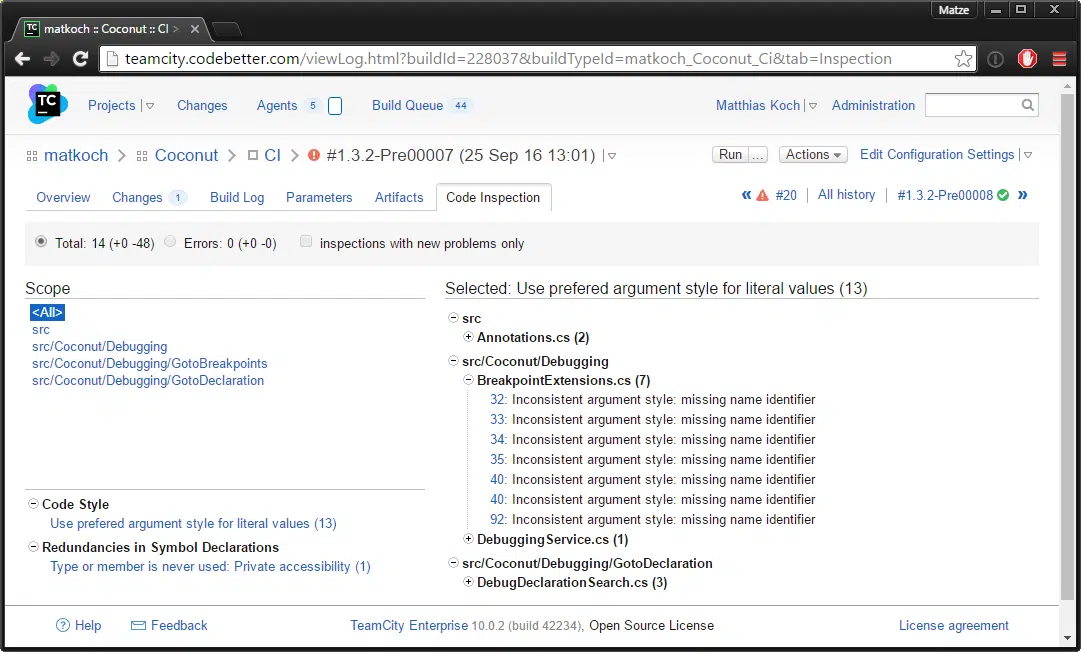 Matze
TC matkoch :: Coconut :: CI >
teamcity.codebetter.com/viewLog.html?buildId=228037&buildTypeId=matkoch_Coconut_Ci&tab=Inspection
TC Projects Changes Agents 5 Build Queue 44 Matthias Koch Administration
matkoch Coconut CI #1.3.2-Pre00007 (25 Sep 16 13:01) Run ... Actions Edit Configuration Settings
Overview Changes 1 Build Log Parameters Artifacts Code Inspection « #20 All history #1.3.2-Pre00008 »
Total: 14 (+0 -48) Errors: 0 (+0 -0) inspections with new problems only
Scope
<All>
src
src/Coconut/Debugging
src/Coconut/Debugging/GotoBreakpoints
src/Coconut/Debugging/GotoDeclaration
Code Style
Use prefered argument style for literal values (13)
Redundancies in Symbol Declarations
Type or member is never used: Private accessibility (1)
Selected: Use prefered argument style for literal values (13)
src
Annotations.cs (2)
src/Coconut/Debugging
BreakpointExtensions.cs (7)
32: Inconsistent argument style: missing name identifier
33: Inconsistent argument style: missing name identifier
34: Inconsistent argument style: missing name identifier
35: Inconsistent argument style: missing name identifier
40: Inconsistent argument style: missing name identifier
40: Inconsistent argument style: missing name identifier
92: Inconsistent argument style: missing name identifier
DebuggingService.cs (1)
src/Coconut/Debugging/GotoDeclaration
DebugDeclarationSearch.cs (3)
Help Feedback TeamCity Enterprise 10.0.2 (build 42234), Open Source License License agreement